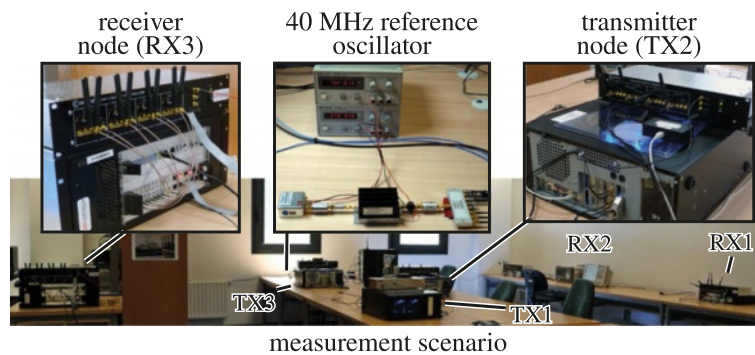 receiver
node (RX3)
40 MHz reference
oscillator
transmitter
node (TX2)
RX2
RX1
TX3
TX1
measurement scenario